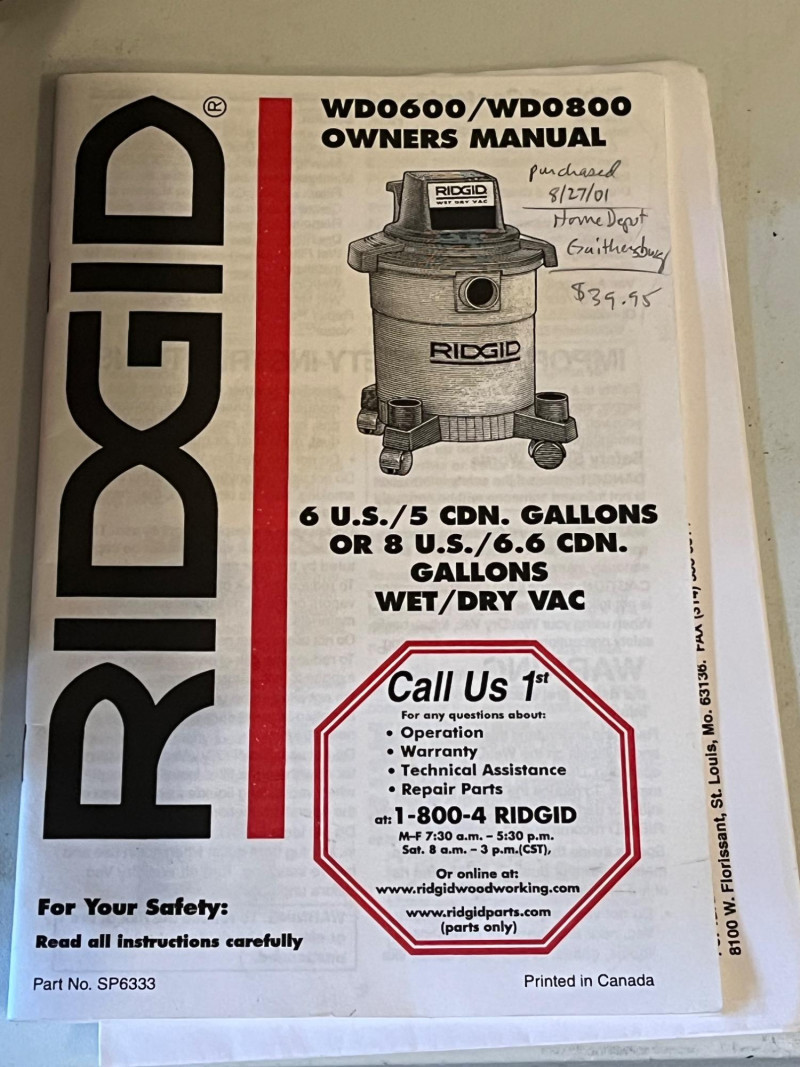 RIDGID®
WD0600/WD0800
OWNERS MANUAL
purchased
8/27/01
Home Depot
Gaithersburg
$39.95
RIDGID
WET DRY VAC
RIDGID
6 U.S./5 CDN. GALLONS
OR 8 U.S./6.6 CDN.
GALLONS
WET/DRY VAC
Call Us 1st
For any questions about:
• Operation
• Warranty
• Technical Assistance
• Repair Parts
at: 1-800-4 RIDGID
M–F 7:30 a.m. – 5:30 p.m.
Sat. 8 a.m. – 3 p.m.(CST),
Or online at:
www.ridgidwoodworking.com
www.ridgidparts.com
(parts only)
For Your Safety:
Read all instructions carefully
Part No. SP6333
Printed in Canada
8100 W. Florissant, St. Louis, Mo. 63136. FAX (314)